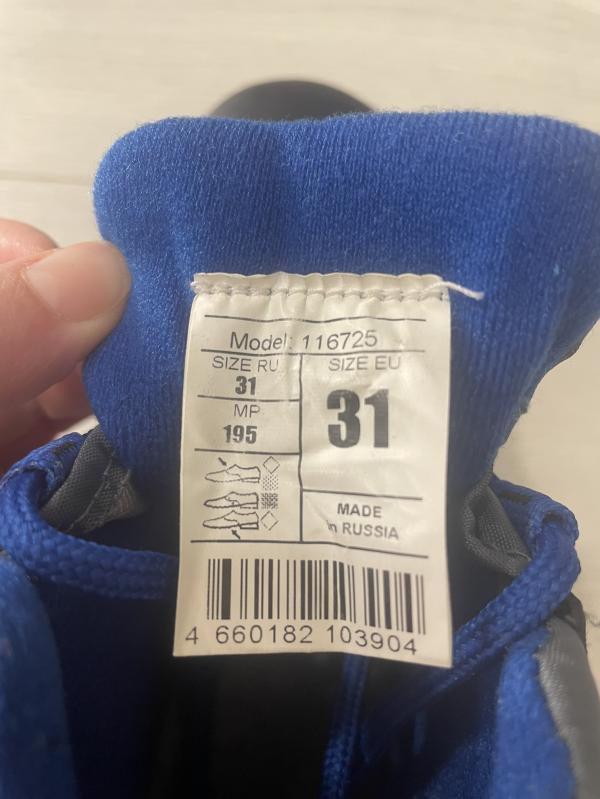 Model: 116725
SIZE RU
31
MP
195
SIZE EU
31
MADE
in RUSSIA
4 660182 103904